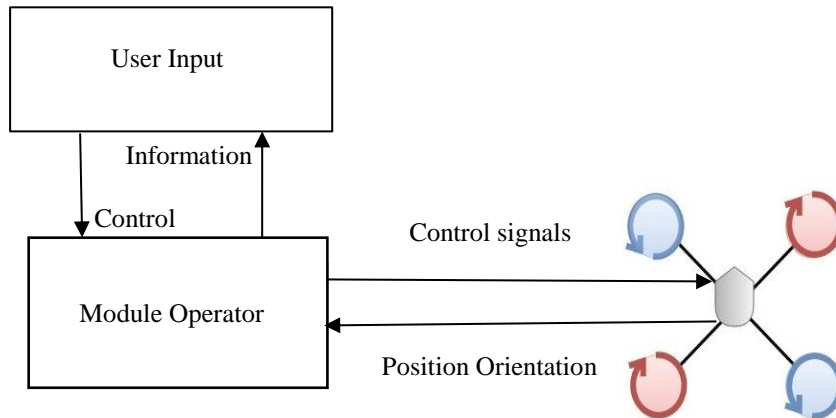 User Input
Information
Control
Control signals
Module Operator
Position Orientation